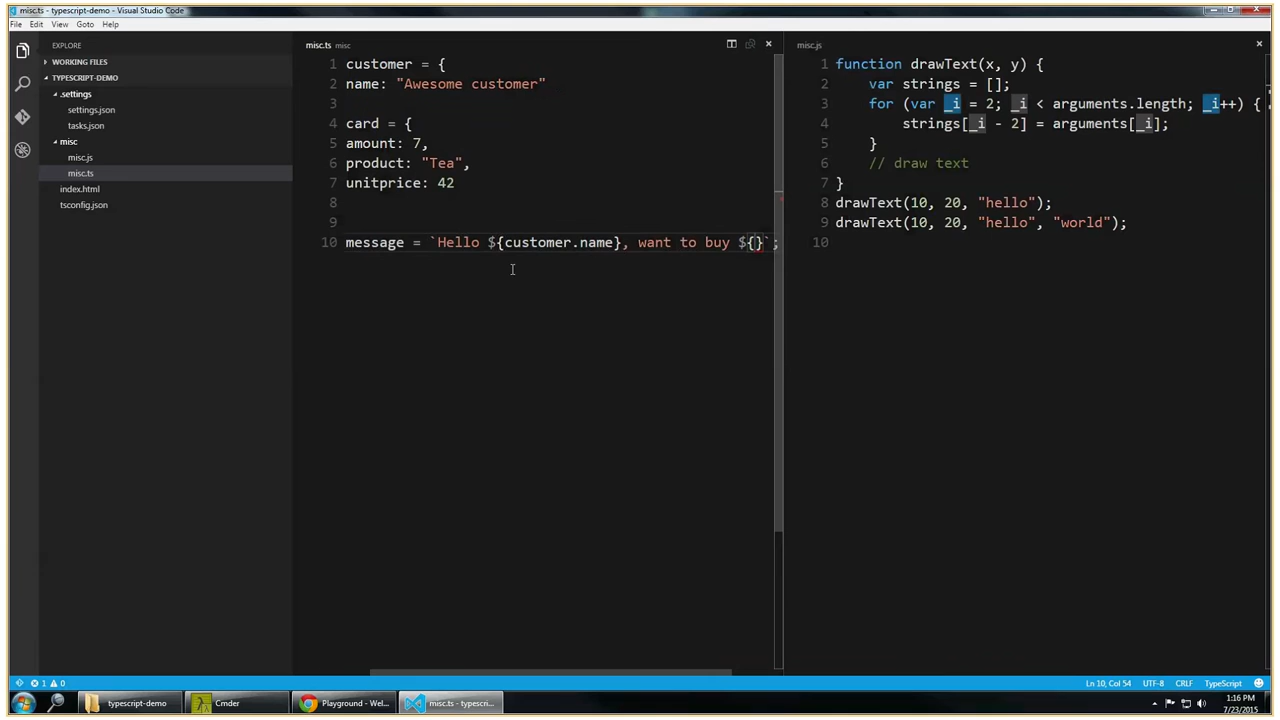 misc.ts - typescript-demo - Visual Studio Code
File Edit View Goto Help
EXPLORE
WORKING FILES
TYPESCRIPT-DEMO
.settings
settings.json
tasks.json
misc
misc.js
misc.ts
index.html
tsconfig.json
misc.ts misc
1 customer = {
2 name: "Awesome customer"
3
4 card = {
5 amount: 7,
6 product: "Tea",
7 unitprice: 42
8
9
10 message = `Hello ${customer.name}, want to buy ${}`;
misc.js
1 function drawText(x, y) {
2 var strings = [];
3 for (var _i = 2; _i < arguments.length; _i++) {
4 strings[_i - 2] = arguments[_i];
5 }
6 // draw text
7 }
8 drawText(10, 20, "hello");
9 drawText(10, 20, "hello", "world");
10
1 0
Ln 10, Col 54 UTF-8 CRLF TypeScript
typescript-demo
Cmder
Playground - Wel...
misc.ts - typescri...
1:16 PM
7/23/2015